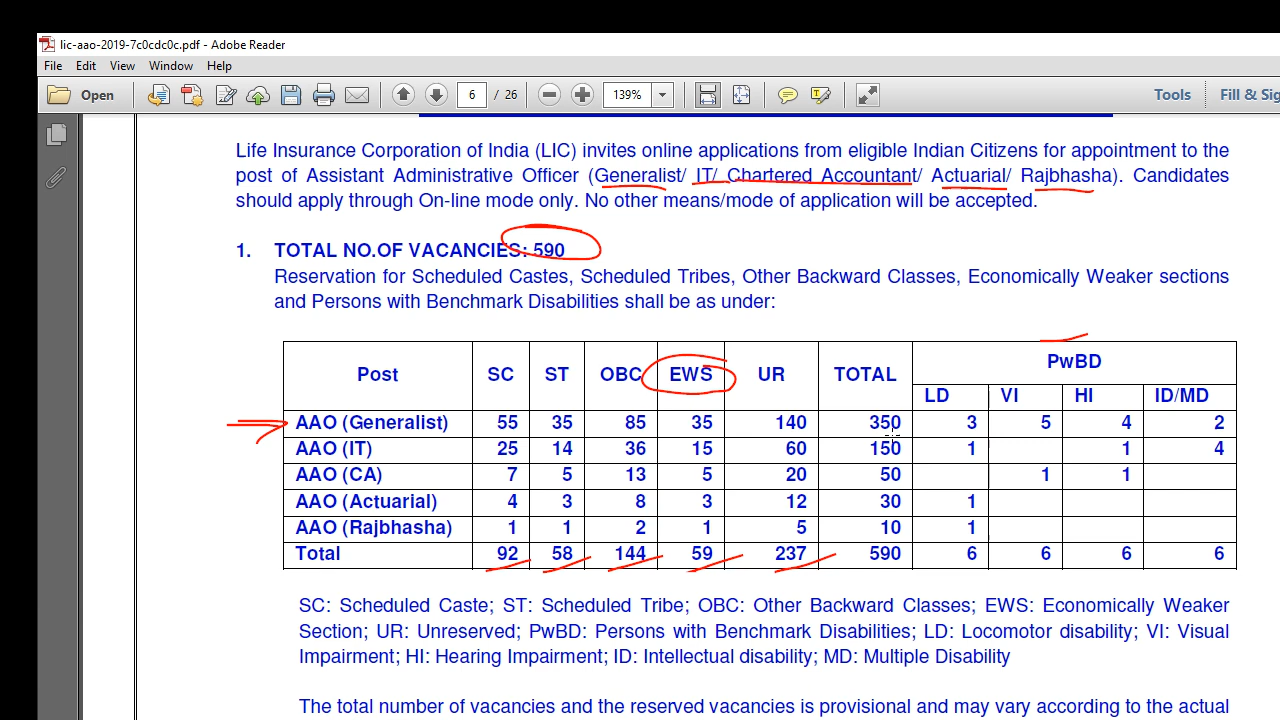 lic-aao-2019-7c0cdc0c.pdf - Adobe Reader
File Edit View Window Help
Open 6 / 26 139% Tools Fill & Sig
Life Insurance Corporation of India (LIC) invites online applications from eligible Indian Citizens for appointment to the
post of Assistant Administrative Officer (Generalist/ IT/ Chartered Accountant/ Actuarial/ Rajbhasha). Candidates
should apply through On-line mode only. No other means/mode of application will be accepted.
1. TOTAL NO.OF VACANCIES: 590
Reservation for Scheduled Castes, Scheduled Tribes, Other Backward Classes, Economically Weaker sections
and Persons with Benchmark Disabilities shall be as under:
Post SC ST OBC EWS UR TOTAL PwBD
LD VI HI ID/MD
AAO (Generalist) 55 35 85 35 140 350 3 5 4 2
AAO (IT) 25 14 36 15 60 150 1 1 4
AAO (CA) 7 5 13 5 20 50 1 1
AAO (Actuarial) 4 3 8 3 12 30 1
AAO (Rajbhasha) 1 1 2 1 5 10 1
Total 92 58 144 59 237 590 6 6 6 6
SC: Scheduled Caste; ST: Scheduled Tribe; OBC: Other Backward Classes; EWS: Economically Weaker
Section; UR: Unreserved; PwBD: Persons with Benchmark Disabilities; LD: Locomotor disability; VI: Visual
Impairment; HI: Hearing Impairment; ID: Intellectual disability; MD: Multiple Disability
The total number of vacancies and the reserved vacancies is provisional and may vary according to the actual